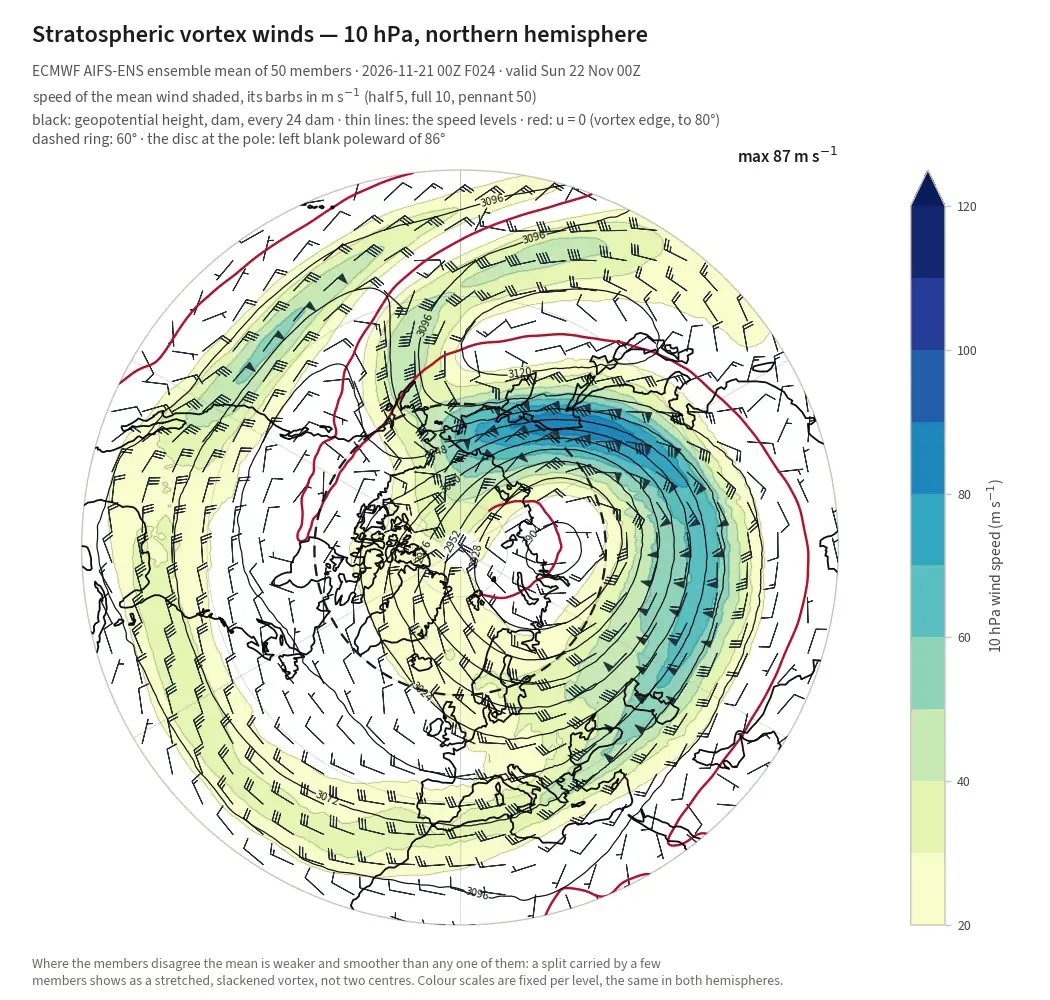 Stratospheric vortex winds — 10 hPa, northern hemisphere
ECMWF AIFS-ENS ensemble mean of 50 members · 2026-11-21 00Z F024 · valid Sun 22 Nov 00Z
speed of the mean wind shaded, its barbs in m s⁻¹ (half 5, full 10, pennant 50)
black: geopotential height, dam, every 24 dam · thin lines: the speed levels · red: u = 0 (vortex edge, to 80°)
dashed ring: 60° · the disc at the pole: left blank poleward of 86°
max 87 m s⁻¹
3096
3096
3096
3120
2952
3072
3096
120
100
80
60
40
20
10 hPa wind speed (m s⁻¹)
Where the members disagree the mean is weaker and smoother than any one of them: a split carried by a few
members shows as a stretched, slackened vortex, not two centres. Colour scales are fixed per level, the same in both hemispheres.